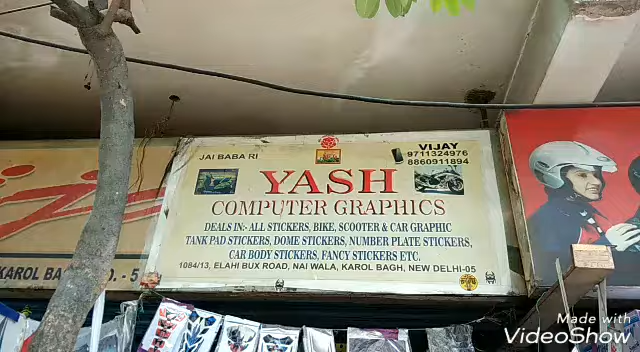 JAI BABA RI
VIJAY
9711324976
8860911894
YASH
COMPUTER GRAPHICS
DEALS IN:- ALL STICKERS, BIKE, SCOOTER & CAR GRAPHIC
TANK PAD STICKERS, DOME STICKERS, NUMBER PLATE STICKERS,
CAR BODY STICKERS, FANCY STICKERS ETC.
1084/13, ELAHI BUX ROAD, NAI WALA, KAROL BAGH, NEW DELHI-05
KAROL BA
O. - 5
Made with
VideoShow